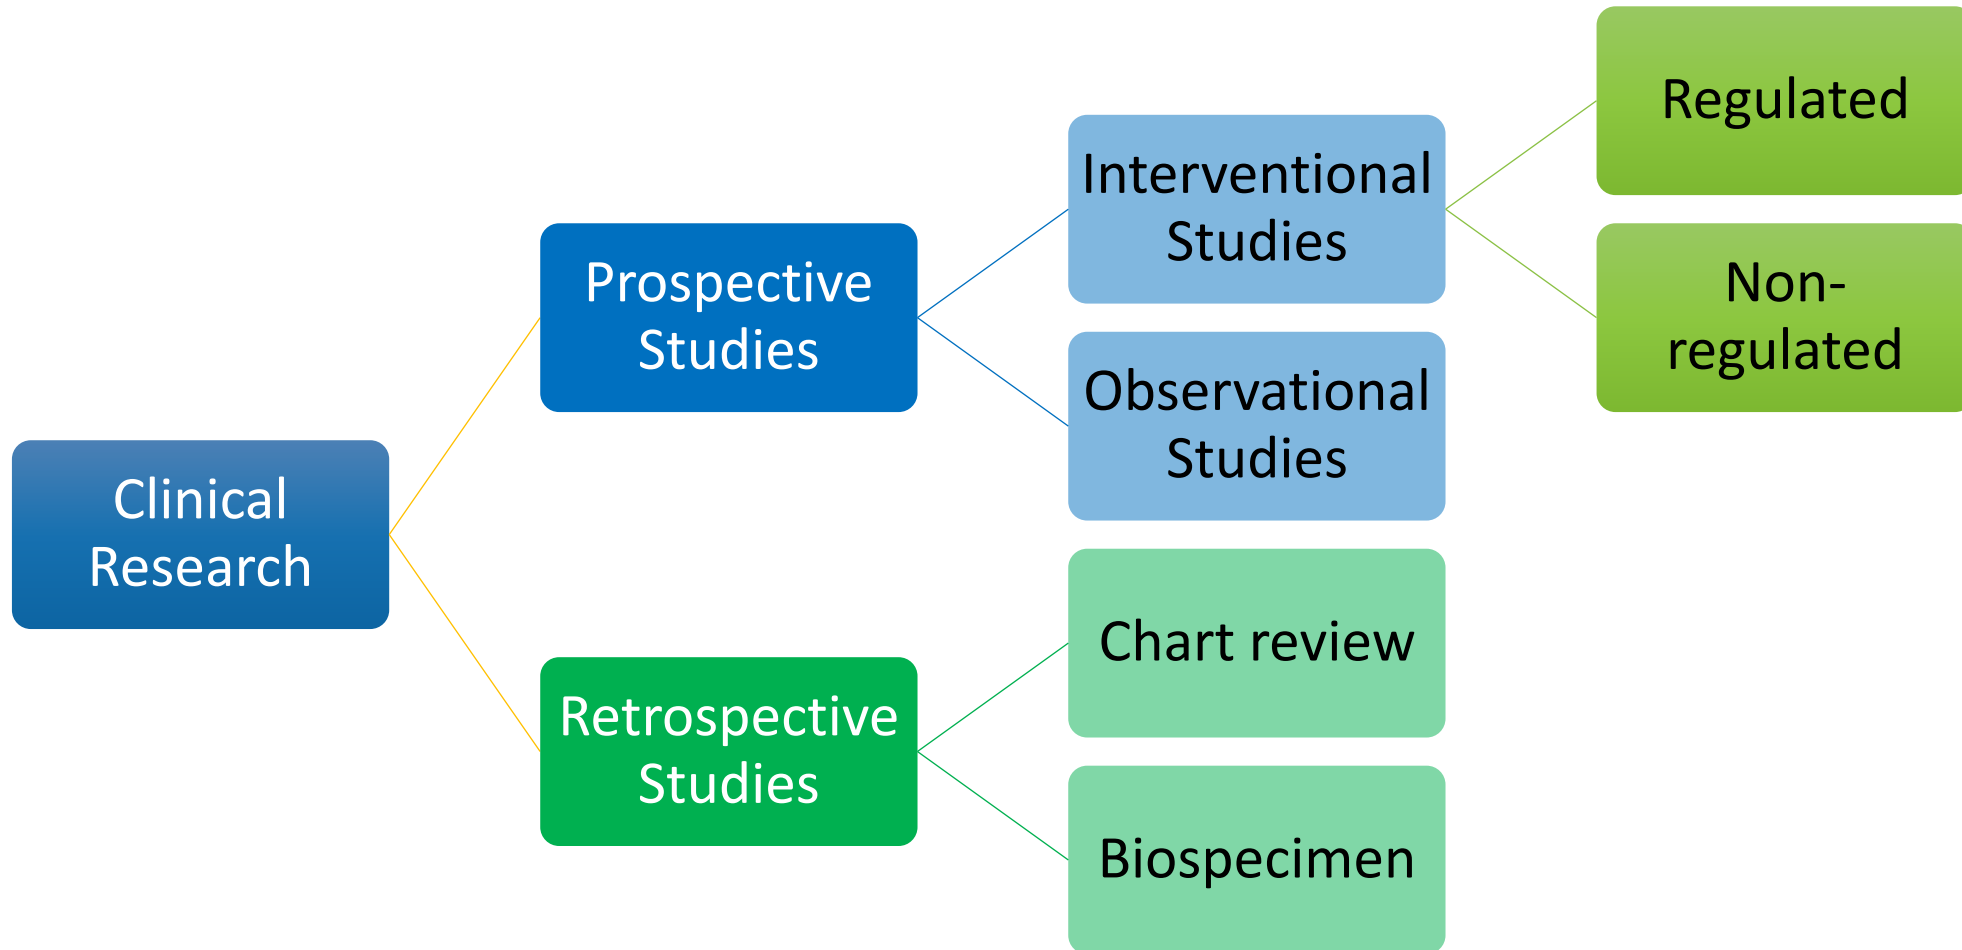 Clinical
Research
Prospective
Studies
Interventional
Studies
Regulated
Non-
regulated
Observational
Studies
Retrospective
Studies
Chart review
Biospecimen